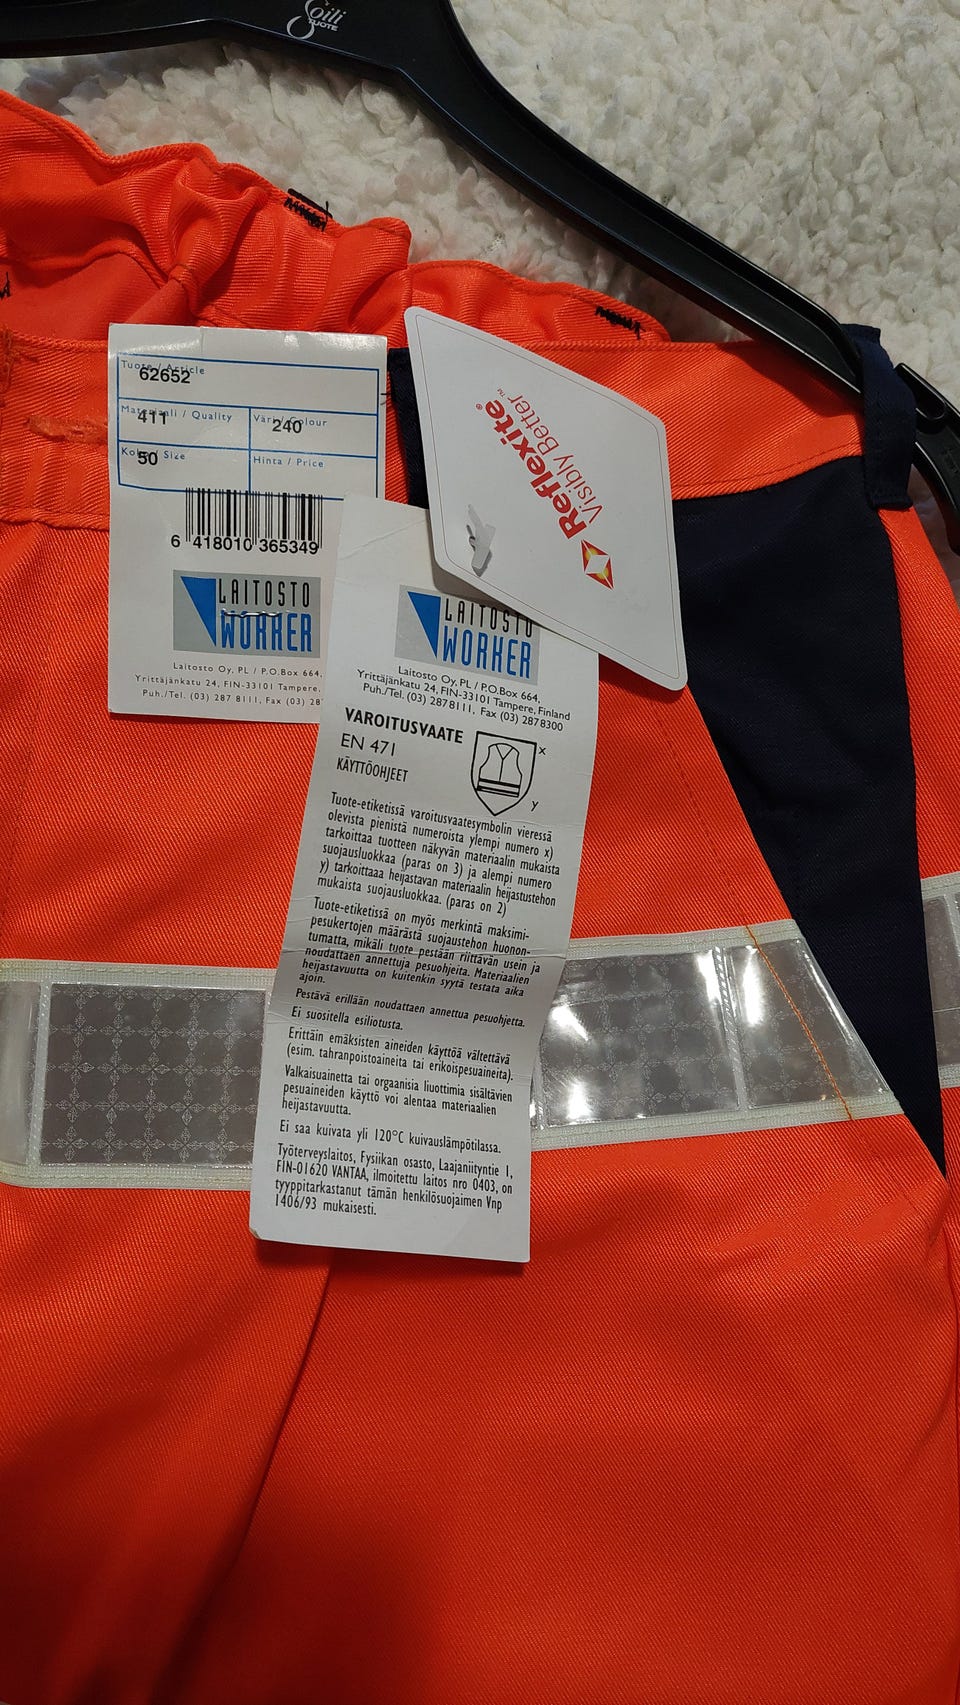 Soili
TUOTE
Tuote / Article
62652
Materiaali / Quality
411
Väri / Colour
240
Koko / Size
50
Hinta / Price
6 418010 365349
LAITOSTO
WORKER
Laitosto Oy, PL / P.O.Box 664,
Yrittäjänkatu 24, FIN-33101 Tampere,
Puh./Tel. (03) 287 8111, Fax (03) 28
Reflexite®
Visibly Better™
LAITOSTO
WORKER
Laitosto Oy, PL / P.O.Box 664,
Yrittäjänkatu 24, FIN-33101 Tampere, Finland
Puh./Tel. (03) 2878111, Fax (03) 2878300
VAROITUSVAATE
EN 471
KÄYTTÖOHJEET
x
y
Tuote-etiketissä varoitusvaatesymbolin vieressä
olevista pienistä numeroista ylempi numero x)
tarkoittaa tuotteen näkyvän materiaalin mukaista
suojausluokkaa (paras on 3) ja alempi numero
y) tarkoittaaa heijastavan materiaalin heijastustehon
mukaista suojausluokkaa. (paras on 2)
Tuote-etiketissä on myös merkintä maksimi-
pesukertojen määrästä suojaustehon huonon-
tumatta, mikäli tuote pestään riittävän usein ja
noudattaen annettuja pesuohjeita. Materiaalien
heijastavuutta on kuitenkin syytä testata aika
ajoin.
Pestävä erillään noudattaen annettua pesuohjetta.
Ei suositella esiliotusta.
Erittäin emäksisten aineiden käyttöä vältettävä
(esim. tahranpoistoaineita tai erikoispesuaineita).
Valkaisuainetta tai orgaanisia liuottimia sisältävien
pesuaineiden käyttö voi alentaa materiaalien
heijastavuutta.
Ei saa kuivata yli 120°C kuivauslämpötilassa.
Työterveyslaitos, Fysiikan osasto, Laajaniityntie 1,
FIN-01620 VANTAA, ilmoitettu laitos nro 0403, on
tyyppitarkastanut tämän henkilösuojaimen Vnp
1406/93 mukaisesti.